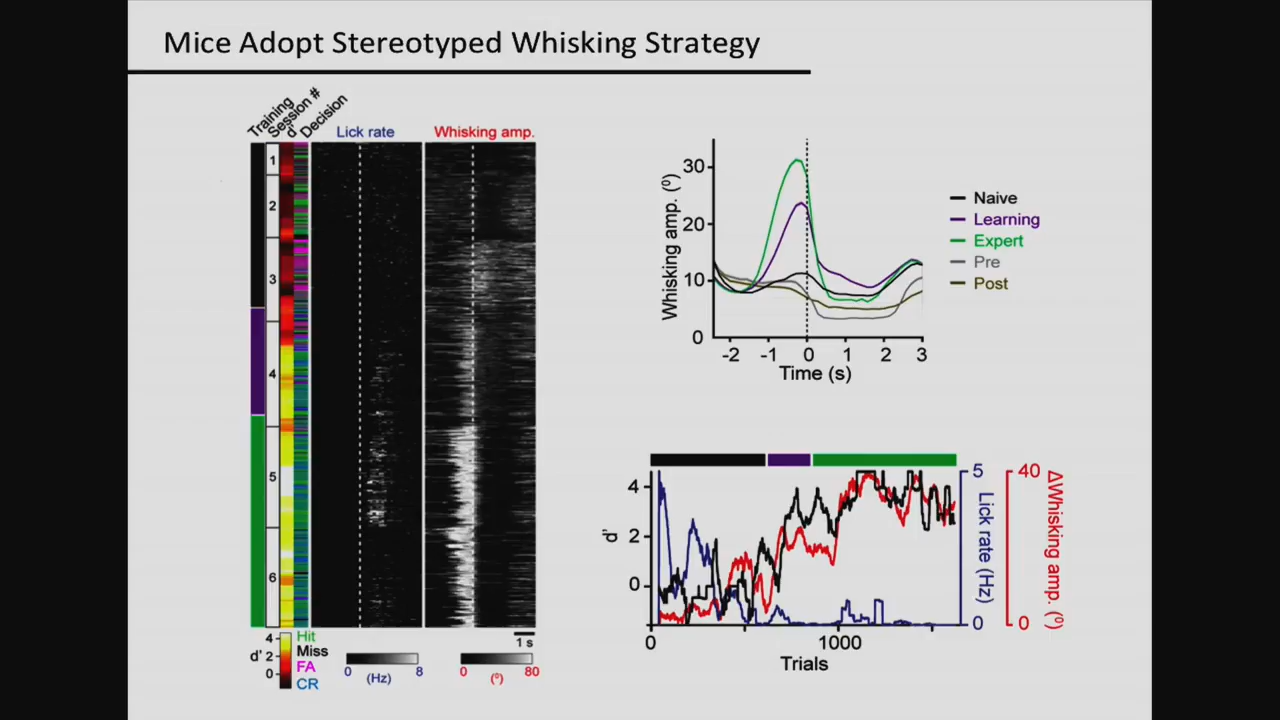 Mice Adopt Stereotyped Whisking Strategy
Training
Session #
d'
Decision
Lick rate
Whisking amp.
1
2
3
4
5
6
1 s
4
d' 2
0
Hit
Miss
FA
CR
0
8
(Hz)
0
80
(⁰)
Whisking amp. (⁰)
30
20
10
0
-2
-1
0
1
2
3
Time (s)
Naive
Learning
Expert
Pre
Post
d'
4
2
0
0
1000
Trials
5
0
Lick rate (Hz)
40
0
ΔWhisking amp. (⁰)